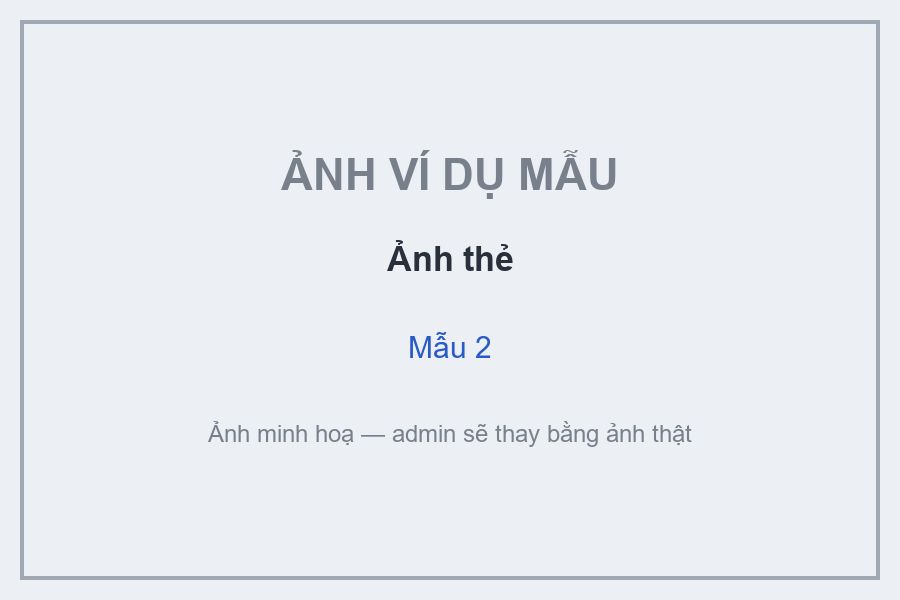 ẢNH VÍ DỤ MẪU
Ảnh thẻ
Mẫu 2
Ảnh minh hoạ — admin sẽ thay bằng ảnh thật